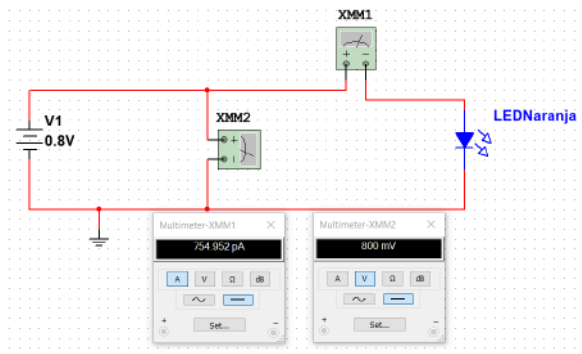 XMM1
V1
0.8V
XMM2
LEDNaranja
Multimeter-XMM1
754.952 pA
A V Ω dB
Set...
+ -
Multimeter-XMM2
800 mV
A V Ω dB
Set...
+ -